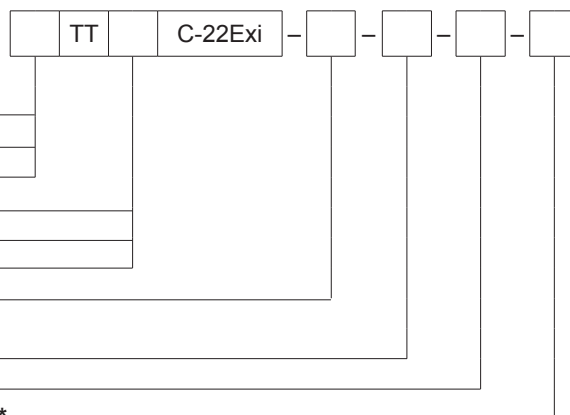 TT C-22Exi – – – –
*